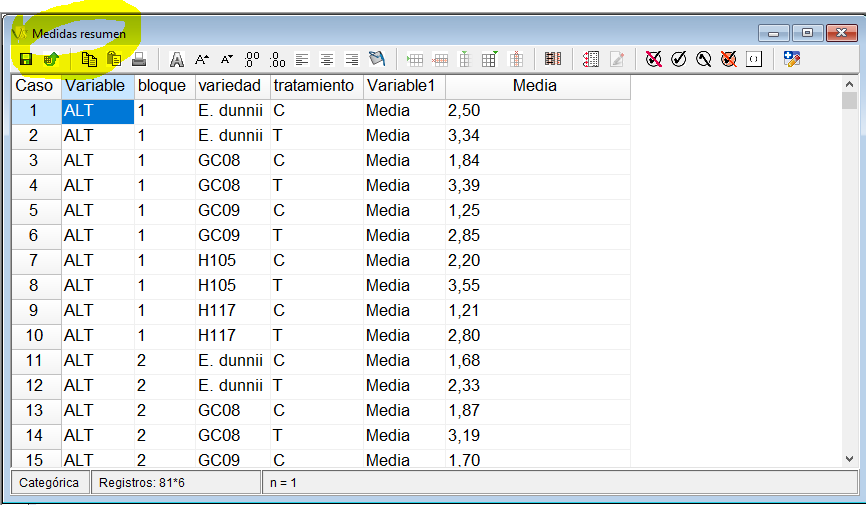 Medidas resumen
Caso Variable bloque variedad tratamiento Variable1 Media
1 ALT 1 E. dunnii C Media 2,50
2 ALT 1 E. dunnii T Media 3,34
3 ALT 1 GC08 C Media 1,84
4 ALT 1 GC08 T Media 3,39
5 ALT 1 GC09 C Media 1,25
6 ALT 1 GC09 T Media 2,85
7 ALT 1 H105 C Media 2,20
8 ALT 1 H105 T Media 3,55
9 ALT 1 H117 C Media 1,21
10 ALT 1 H117 T Media 2,80
11 ALT 2 E. dunnii C Media 1,68
12 ALT 2 E. dunnii T Media 2,33
13 ALT 2 GC08 C Media 1,87
14 ALT 2 GC08 T Media 3,19
15 ALT 2 GC09 C Media 1,70
Categórica Registros: 81*6 n = 1